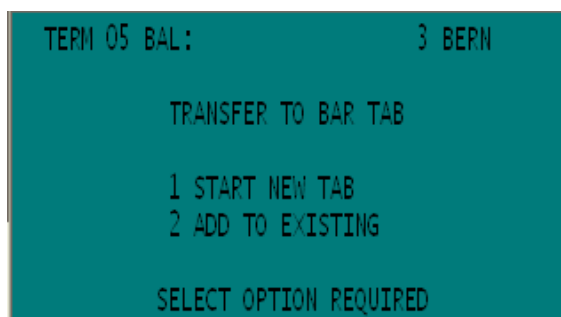 TERM 05 BAL: 3 BERN
TRANSFER TO BAR TAB
1 START NEW TAB
2 ADD TO EXISTING
SELECT OPTION REQUIRED